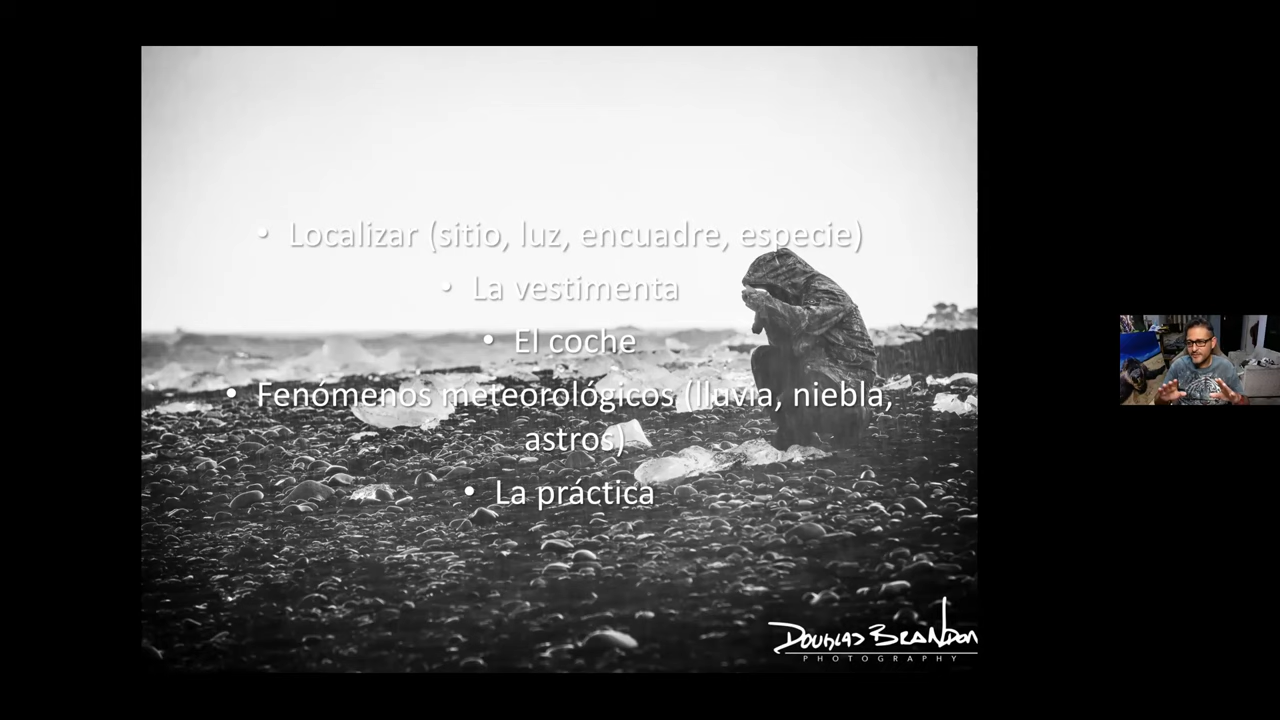 • Localizar (sitio, luz, encuadre, especie)
• La vestimenta
• El coche
• Fenómenos meteorológicos (lluvia, niebla,
astros)
• La práctica
DOUGLAS BRANDON
PHOTOGRAPHY